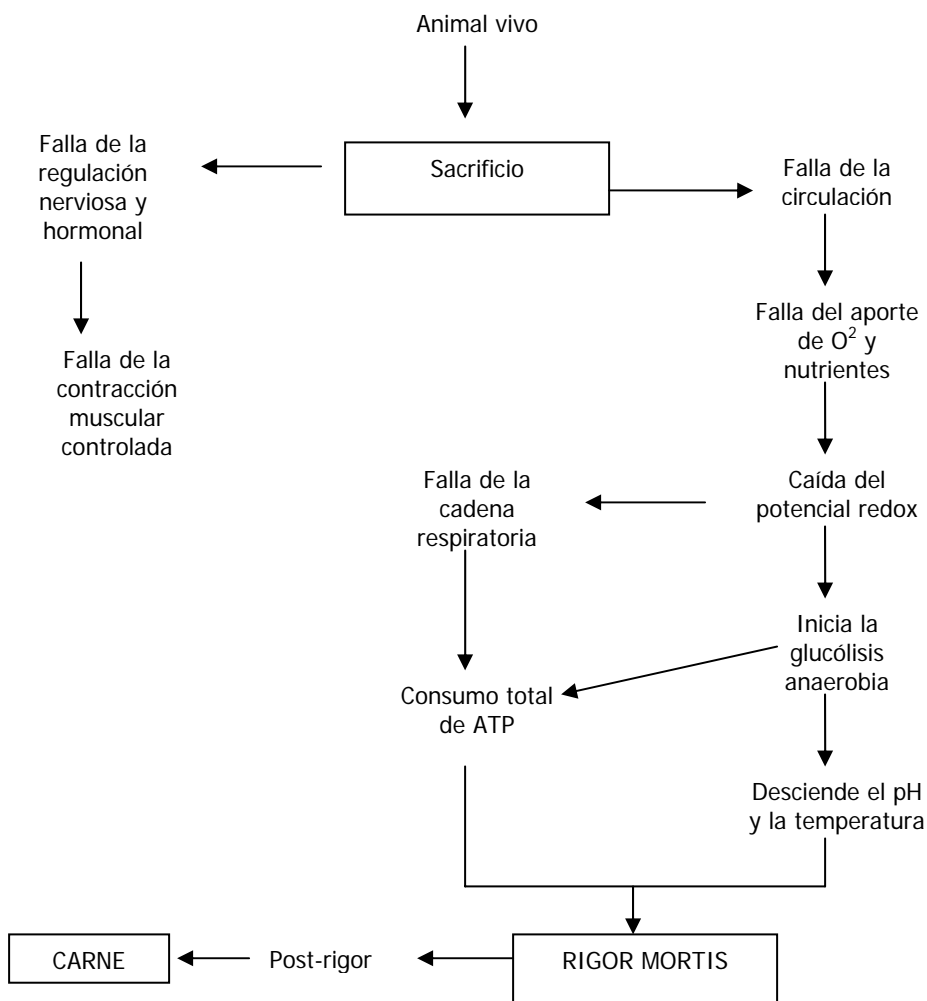 Animal vivo
Sacrificio
Falla de la
regulación
nerviosa y
hormonal
Falla de la
contracción
muscular
controlada
Falla de la
circulación
Falla del aporte
de O² y
nutrientes
Caída del
potencial redox
Falla de la
cadena
respiratoria
Inicia la
glucólisis
anaerobia
Consumo total
de ATP
Desciende el pH
y la temperatura
RIGOR MORTIS
Post-rigor
CARNE